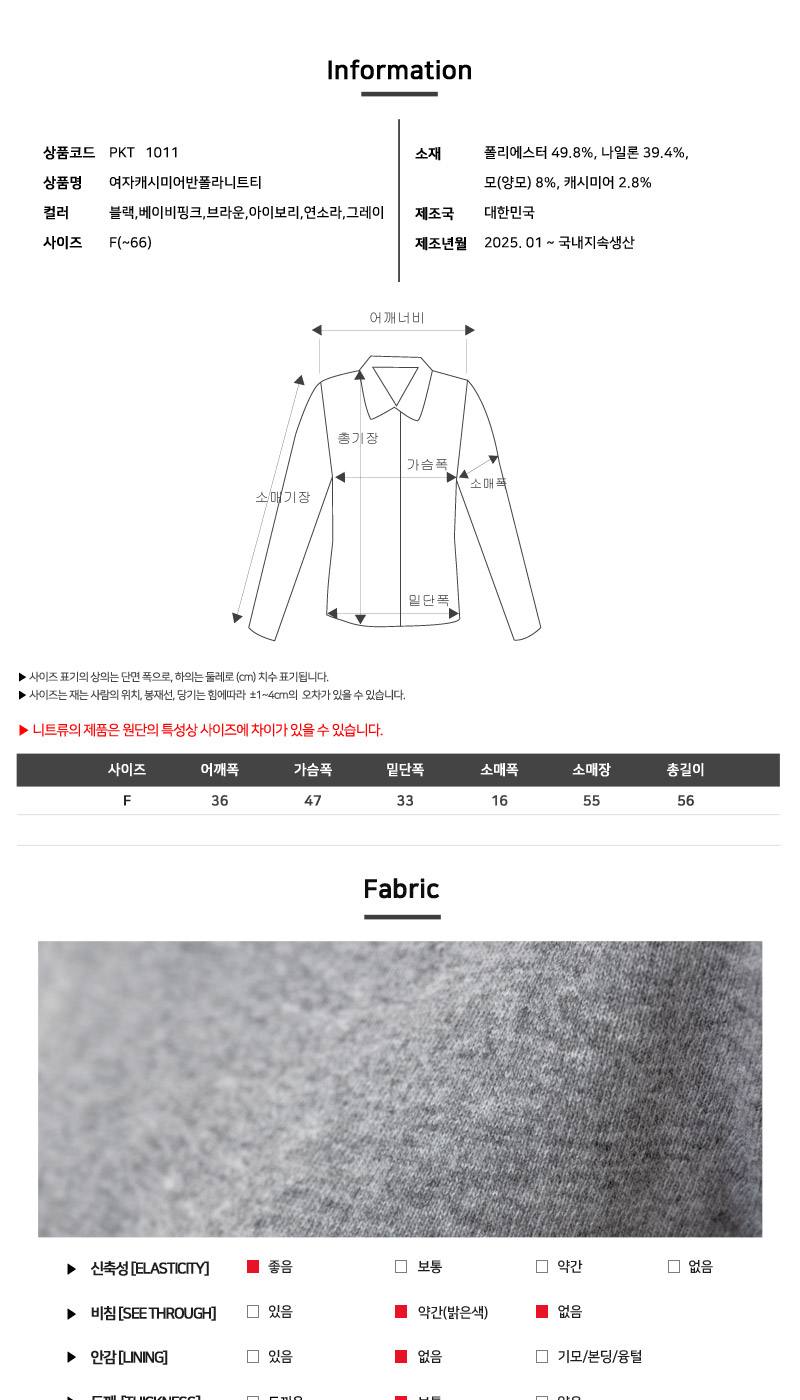 Information
상품코드 PKT 1011
상품명 여자캐시미어반폴라니트티
컬러 블랙,베이비핑크,브라운,아이보리,연소라,그레이
사이즈 F(~66)
소재 폴리에스터 49.8%, 나일론 39.4%,
모(양모) 8%, 캐시미어 2.8%
제조국 대한민국
제조년월 2025. 01 ~ 국내지속생산
어깨너비
총기장
가슴폭
소매폭
소매기장
밑단폭
▶ 사이즈 표기의 상의는 단면 폭으로, 하의는 둘레로 (cm) 치수 표기됩니다.
▶ 사이즈는 재는 사람의 위치, 봉재선, 당기는 힘에따라 ±1~4cm의 오차가 있을 수 있습니다.
▶ 니트류의 제품은 원단의 특성상 사이즈에 차이가 있을 수 있습니다.
사이즈 어깨폭 가슴폭 밑단폭 소매폭 소매장 총길이
F 36 47 33 16 55 56
Fabric
▶ 신축성 [ELASTICITY] 좋음 보통 약간 없음
▶ 비침 [SEE THROUGH] 있음 약간(밝은색) 없음
▶ 안감 [LINING] 있음 없음 기모/본딩/융털